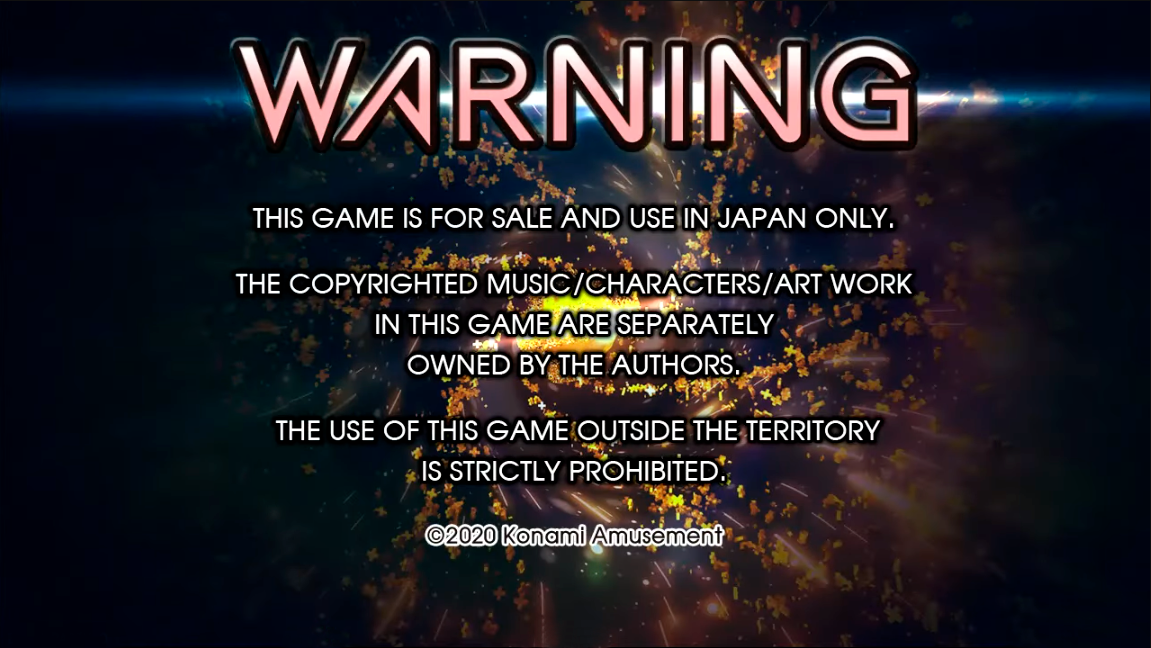 WARNING
THIS GAME IS FOR SALE AND USE IN JAPAN ONLY.
THE COPYRIGHTED MUSIC/CHARACTERS/ART WORK
IN THIS GAME ARE SEPARATELY
OWNED BY THE AUTHORS.
THE USE OF THIS GAME OUTSIDE THE TERRITORY
IS STRICTLY PROHIBITED.
©2020 Konami Amusement